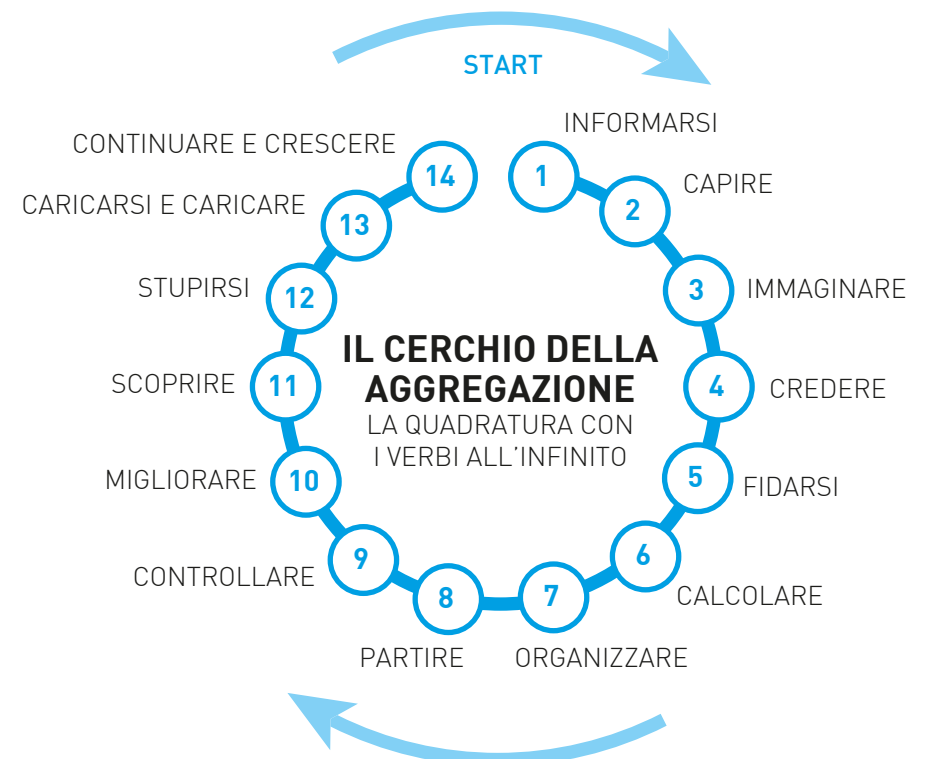 START
1
INFORMARSI
2
CAPIRE
3
IMMAGINARE
4
CREDERE
5
FIDARSI
6
CALCOLARE
7
ORGANIZZARE
8
PARTIRE
9
CONTROLLARE
10
MIGLIORARE
11
SCOPRIRE
12
STUPIRSI
13
CARICARSI E CARICARE
14
CONTINUARE E CRESCERE
IL CERCHIO DELLA
AGGREGAZIONE
LA QUADRATURA CON
I VERBI ALL'INFINITO